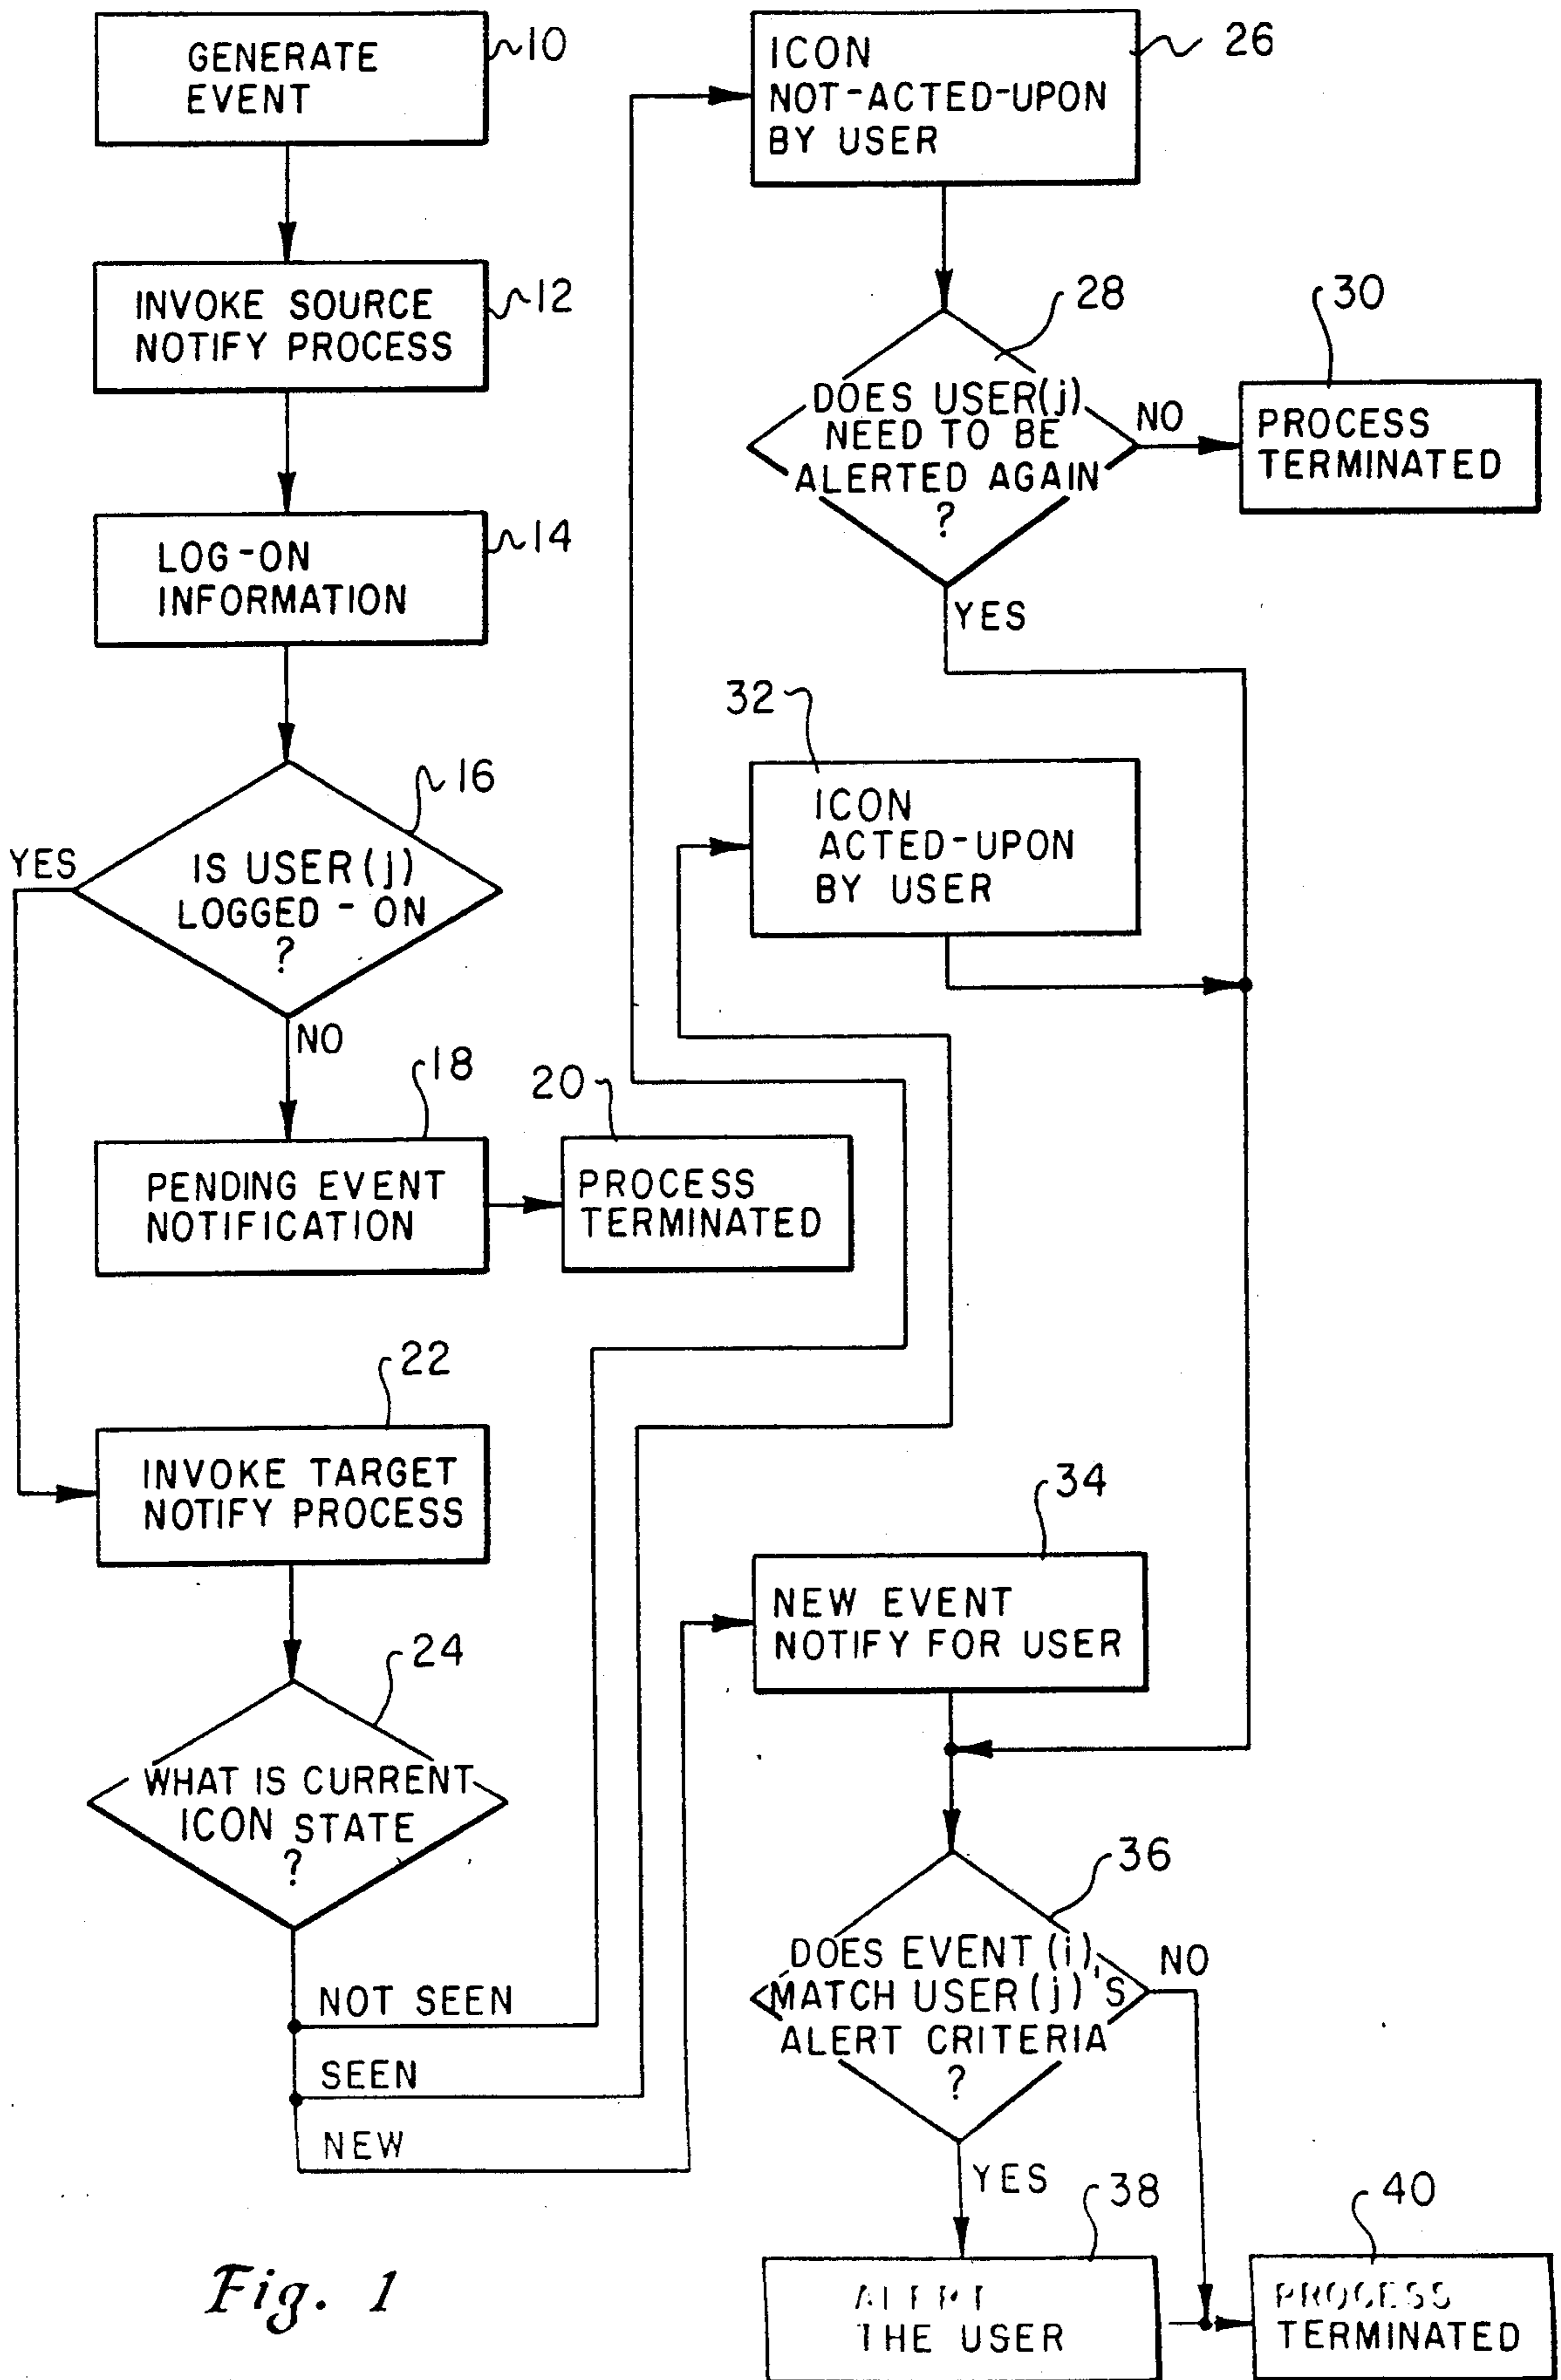 GENERATE
EVENT
10
INVOKE SOURCE
NOTIFY PROCESS
12
LOG-ON
INFORMATION
14
16
YES
IS USER(j)
LOGGED-ON
?
NO
18
PENDING EVENT
NOTIFICATION
20
PROCESS
TERMINATED
22
INVOKE TARGET
NOTIFY PROCESS
24
WHAT IS CURRENT
ICON STATE
?
NOT SEEN
SEEN
NEW
ICON
NOT-ACTED-UPON
BY USER
26
28
DOES USER(j)
NEED TO BE
ALERTED AGAIN
?
NO
YES
30
PROCESS
TERMINATED
32
ICON
ACTED-UPON
BY USER
34
NEW EVENT
NOTIFY FOR USER
36
DOES EVENT (i)
MATCH USER(j)'S
ALERT CRITERIA
?
NO
YES
38
ALERT
THE USER
40
PROCESS
TERMINATED
Fig. 1